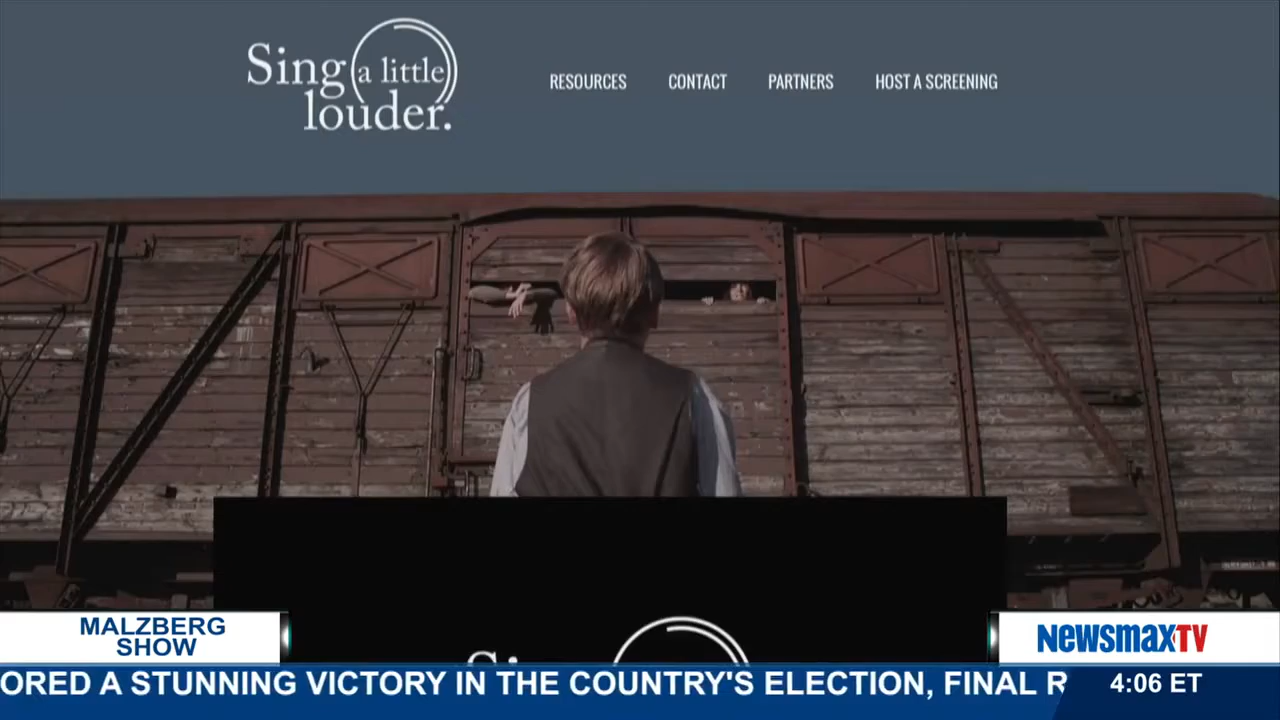 Sing a little
louder.
RESOURCES CONTACT PARTNERS HOST A SCREENING
MALZBERG
SHOW
NEWSMAXTV
ORED A STUNNING VICTORY IN THE COUNTRY'S ELECTION, FINAL R
4:06 ET